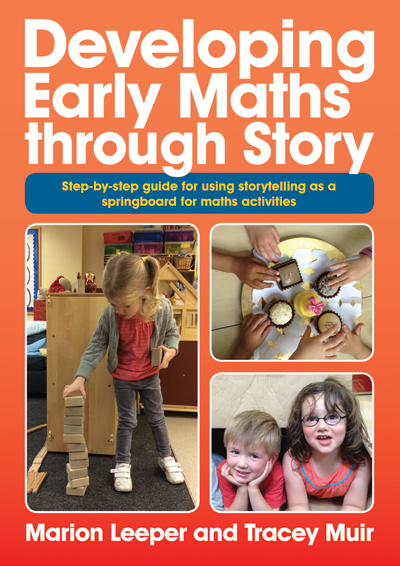 Developing
Early Maths
through Story
Step-by-step guide for using storytelling as a
springboard for maths activities
Marion Leeper and Tracey Muir